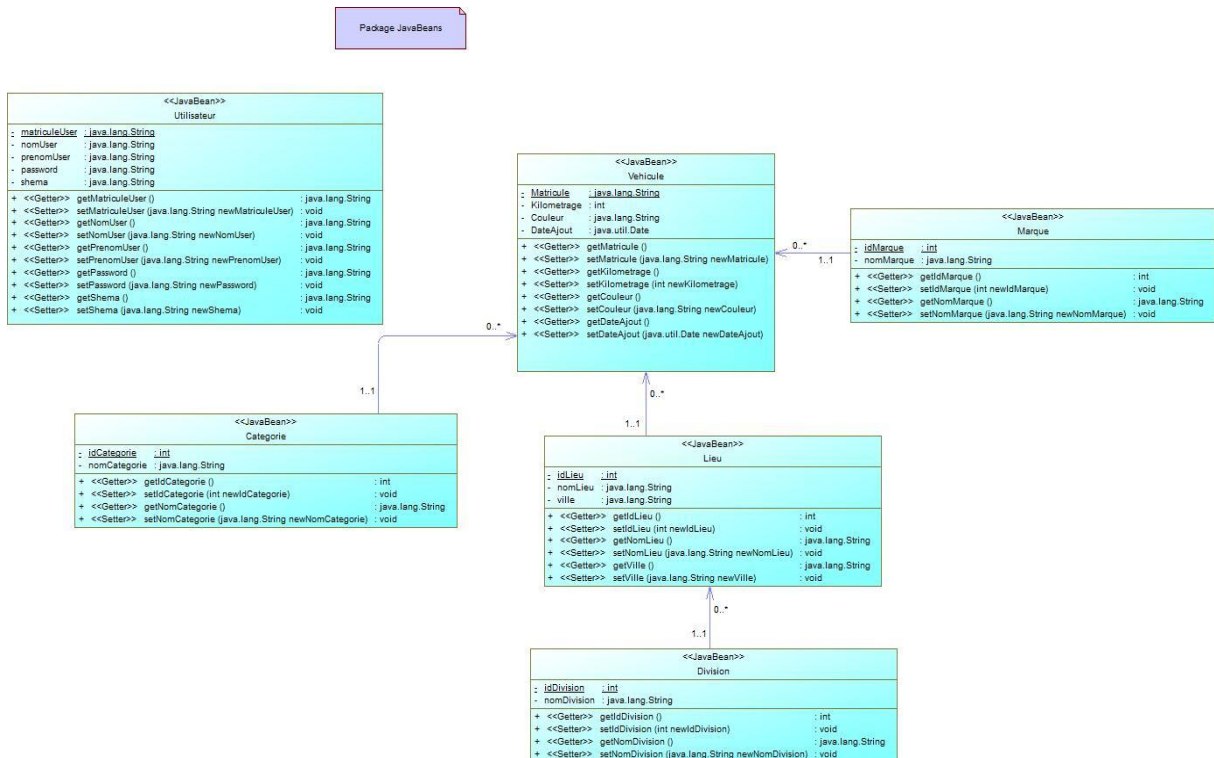 Package JavaBeans
<<JavaBean>>
Utilisateur
- matriculeUser : java.lang.String
- nomUser : java.lang.String
- prenomUser : java.lang.String
- password : java.lang.String
- shema : java.lang.String
+ <<Getter>> getMatriculeUser () : java.lang.String
+ <<Setter>> setMatriculeUser (java.lang.String newMatriculeUser) : void
+ <<Getter>> getNomUser () : java.lang.String
+ <<Setter>> setNomUser (java.lang.String newNomUser) : void
+ <<Getter>> getPrenomUser () : java.lang.String
+ <<Setter>> setPrenomUser (java.lang.String newPrenomUser) : void
+ <<Getter>> getPassword () : java.lang.String
+ <<Setter>> setPassword (java.lang.String newPassword) : void
+ <<Getter>> getShema () : java.lang.String
+ <<Setter>> setShema (java.lang.String newShema) : void
<<JavaBean>>
Vehicule
- Matricule : java.lang.String
- Kilometrage : int
- Couleur : java.lang.String
- DateAjout : java.util.Date
+ <<Getter>> getMatricule ()
+ <<Setter>> setMatricule (java.lang.String newMatricule)
+ <<Getter>> getKilometrage ()
+ <<Setter>> setKilometrage (int newKilometrage)
+ <<Getter>> getCouleur ()
+ <<Setter>> setCouleur (java.lang.String newCouleur)
+ <<Getter>> getDateAjout ()
+ <<Setter>> setDateAjout (java.util.Date newDateAjout)
0..*
1..1
<<JavaBean>>
Marque
- idMarque : int
- nomMarque : java.lang.String
+ <<Getter>> getIdMarque () : int
+ <<Setter>> setIdMarque (int newIdMarque) : void
+ <<Getter>> getNomMarque () : java.lang.String
+ <<Setter>> setNomMarque (java.lang.String newNomMarque) : void
0..*
1..1
<<JavaBean>>
Categorie
- idCategorie : int
- nomCategorie : java.lang.String
+ <<Getter>> getIdCategorie () : int
+ <<Setter>> setIdCategorie (int newIdCategorie) : void
+ <<Getter>> getNomCategorie () : java.lang.String
+ <<Setter>> setNomCategorie (java.lang.String newNomCategorie) : void
0..*
1..1
<<JavaBean>>
Lieu
- idLieu : int
- nomLieu : java.lang.String
- ville : java.lang.String
+ <<Getter>> getIdLieu () : int
+ <<Setter>> setIdLieu (int newIdLieu) : void
+ <<Getter>> getNomLieu () : java.lang.String
+ <<Setter>> setNomLieu (java.lang.String newNomLieu) : void
+ <<Getter>> getVille () : java.lang.String
+ <<Setter>> setVille (java.lang.String newVille) : void
0..*
1..1
<<JavaBean>>
Division
- idDivision : int
- nomDivision : java.lang.String
+ <<Getter>> getIdDivision () : int
+ <<Setter>> setIdDivision (int newIdDivision) : void
+ <<Getter>> getNomDivision () : java.lang.String
+ <<Setter>> setNomDivision (java.lang.String newNomDivision) : void